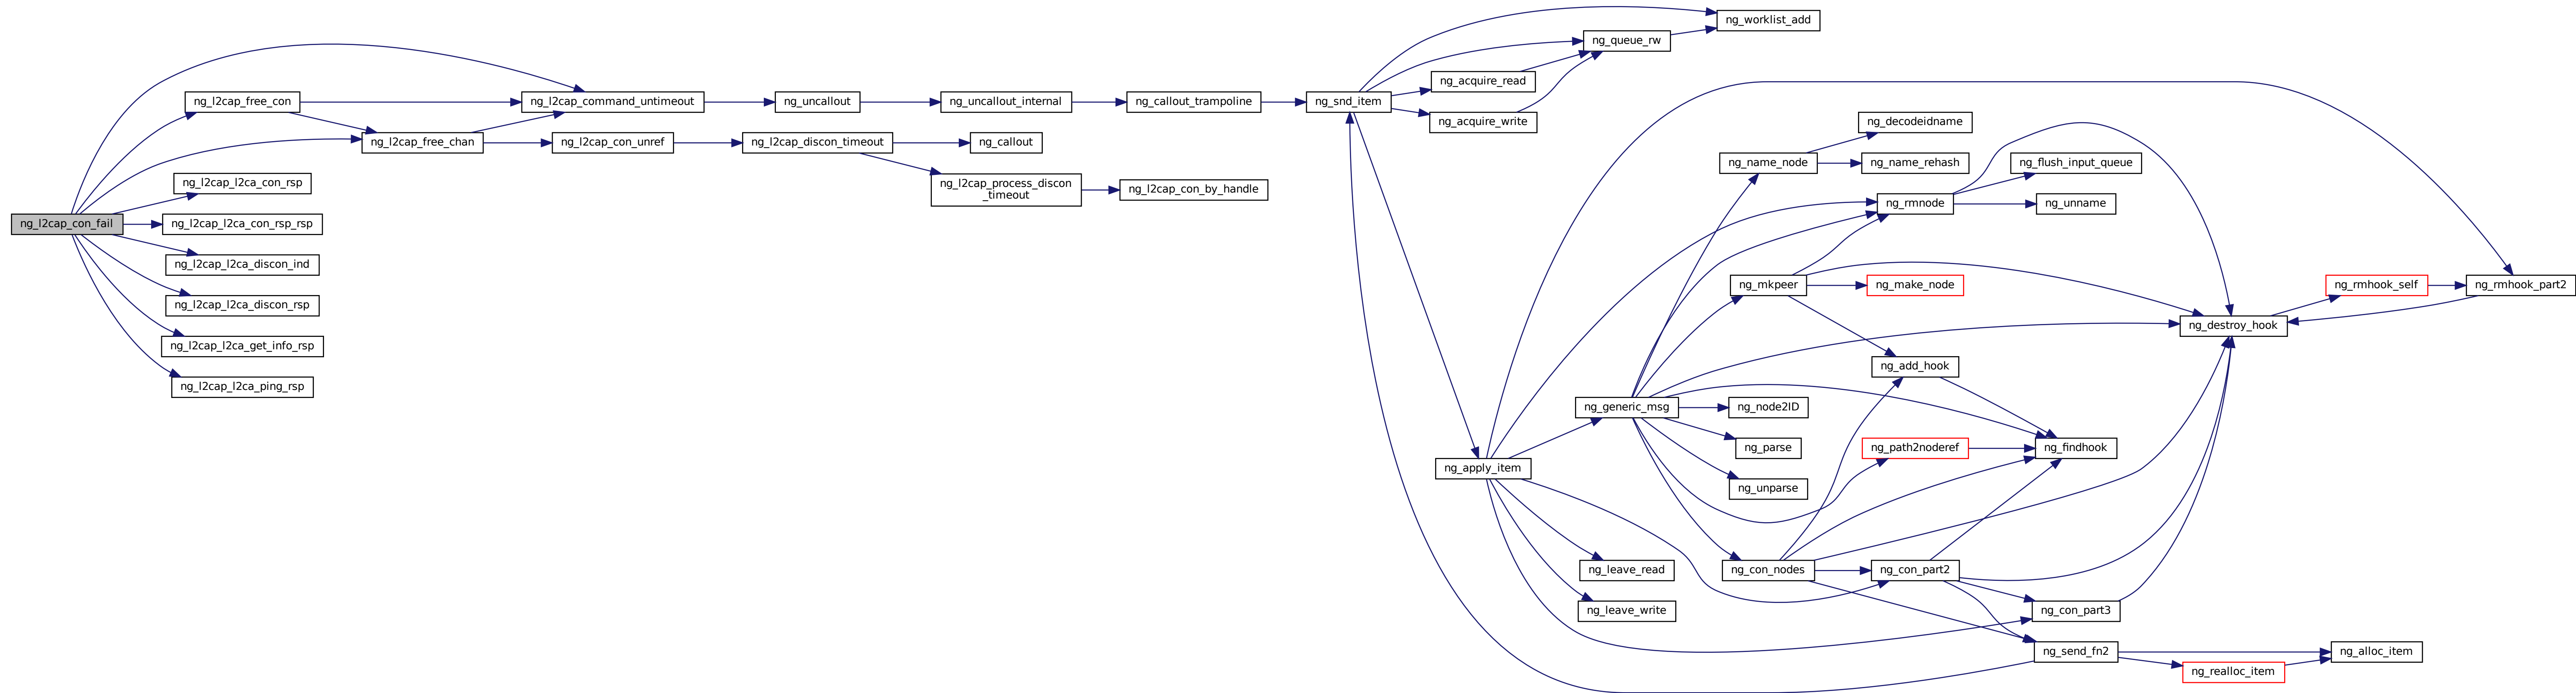 ng_l2cap_con_fail
ng_l2cap_free_con
ng_l2cap_free_chan
ng_l2cap_l2ca_con_rsp
ng_l2cap_l2ca_con_rsp_rsp
ng_l2cap_l2ca_discon_ind
ng_l2cap_l2ca_discon_rsp
ng_l2cap_l2ca_get_info_rsp
ng_l2cap_l2ca_ping_rsp
ng_l2cap_command_untimeout
ng_l2cap_con_unref
ng_uncallout
ng_l2cap_discon_timeout
ng_uncallout_internal
ng_callout
ng_l2cap_process_discon
_timeout
ng_callout_trampoline
ng_l2cap_con_by_handle
ng_snd_item
ng_worklist_add
ng_queue_rw
ng_acquire_read
ng_acquire_write
ng_apply_item
ng_generic_msg
ng_leave_read
ng_leave_write
ng_name_node
ng_decodeidname
ng_name_rehash
ng_rmnode
ng_flush_input_queue
ng_unname
ng_mkpeer
ng_make_node
ng_add_hook
ng_node2ID
ng_parse
ng_path2noderef
ng_findhook
ng_unparse
ng_con_nodes
ng_con_part2
ng_con_part3
ng_send_fn2
ng_destroy_hook
ng_rmhook_self
ng_rmhook_part2
ng_alloc_item
ng_realloc_item